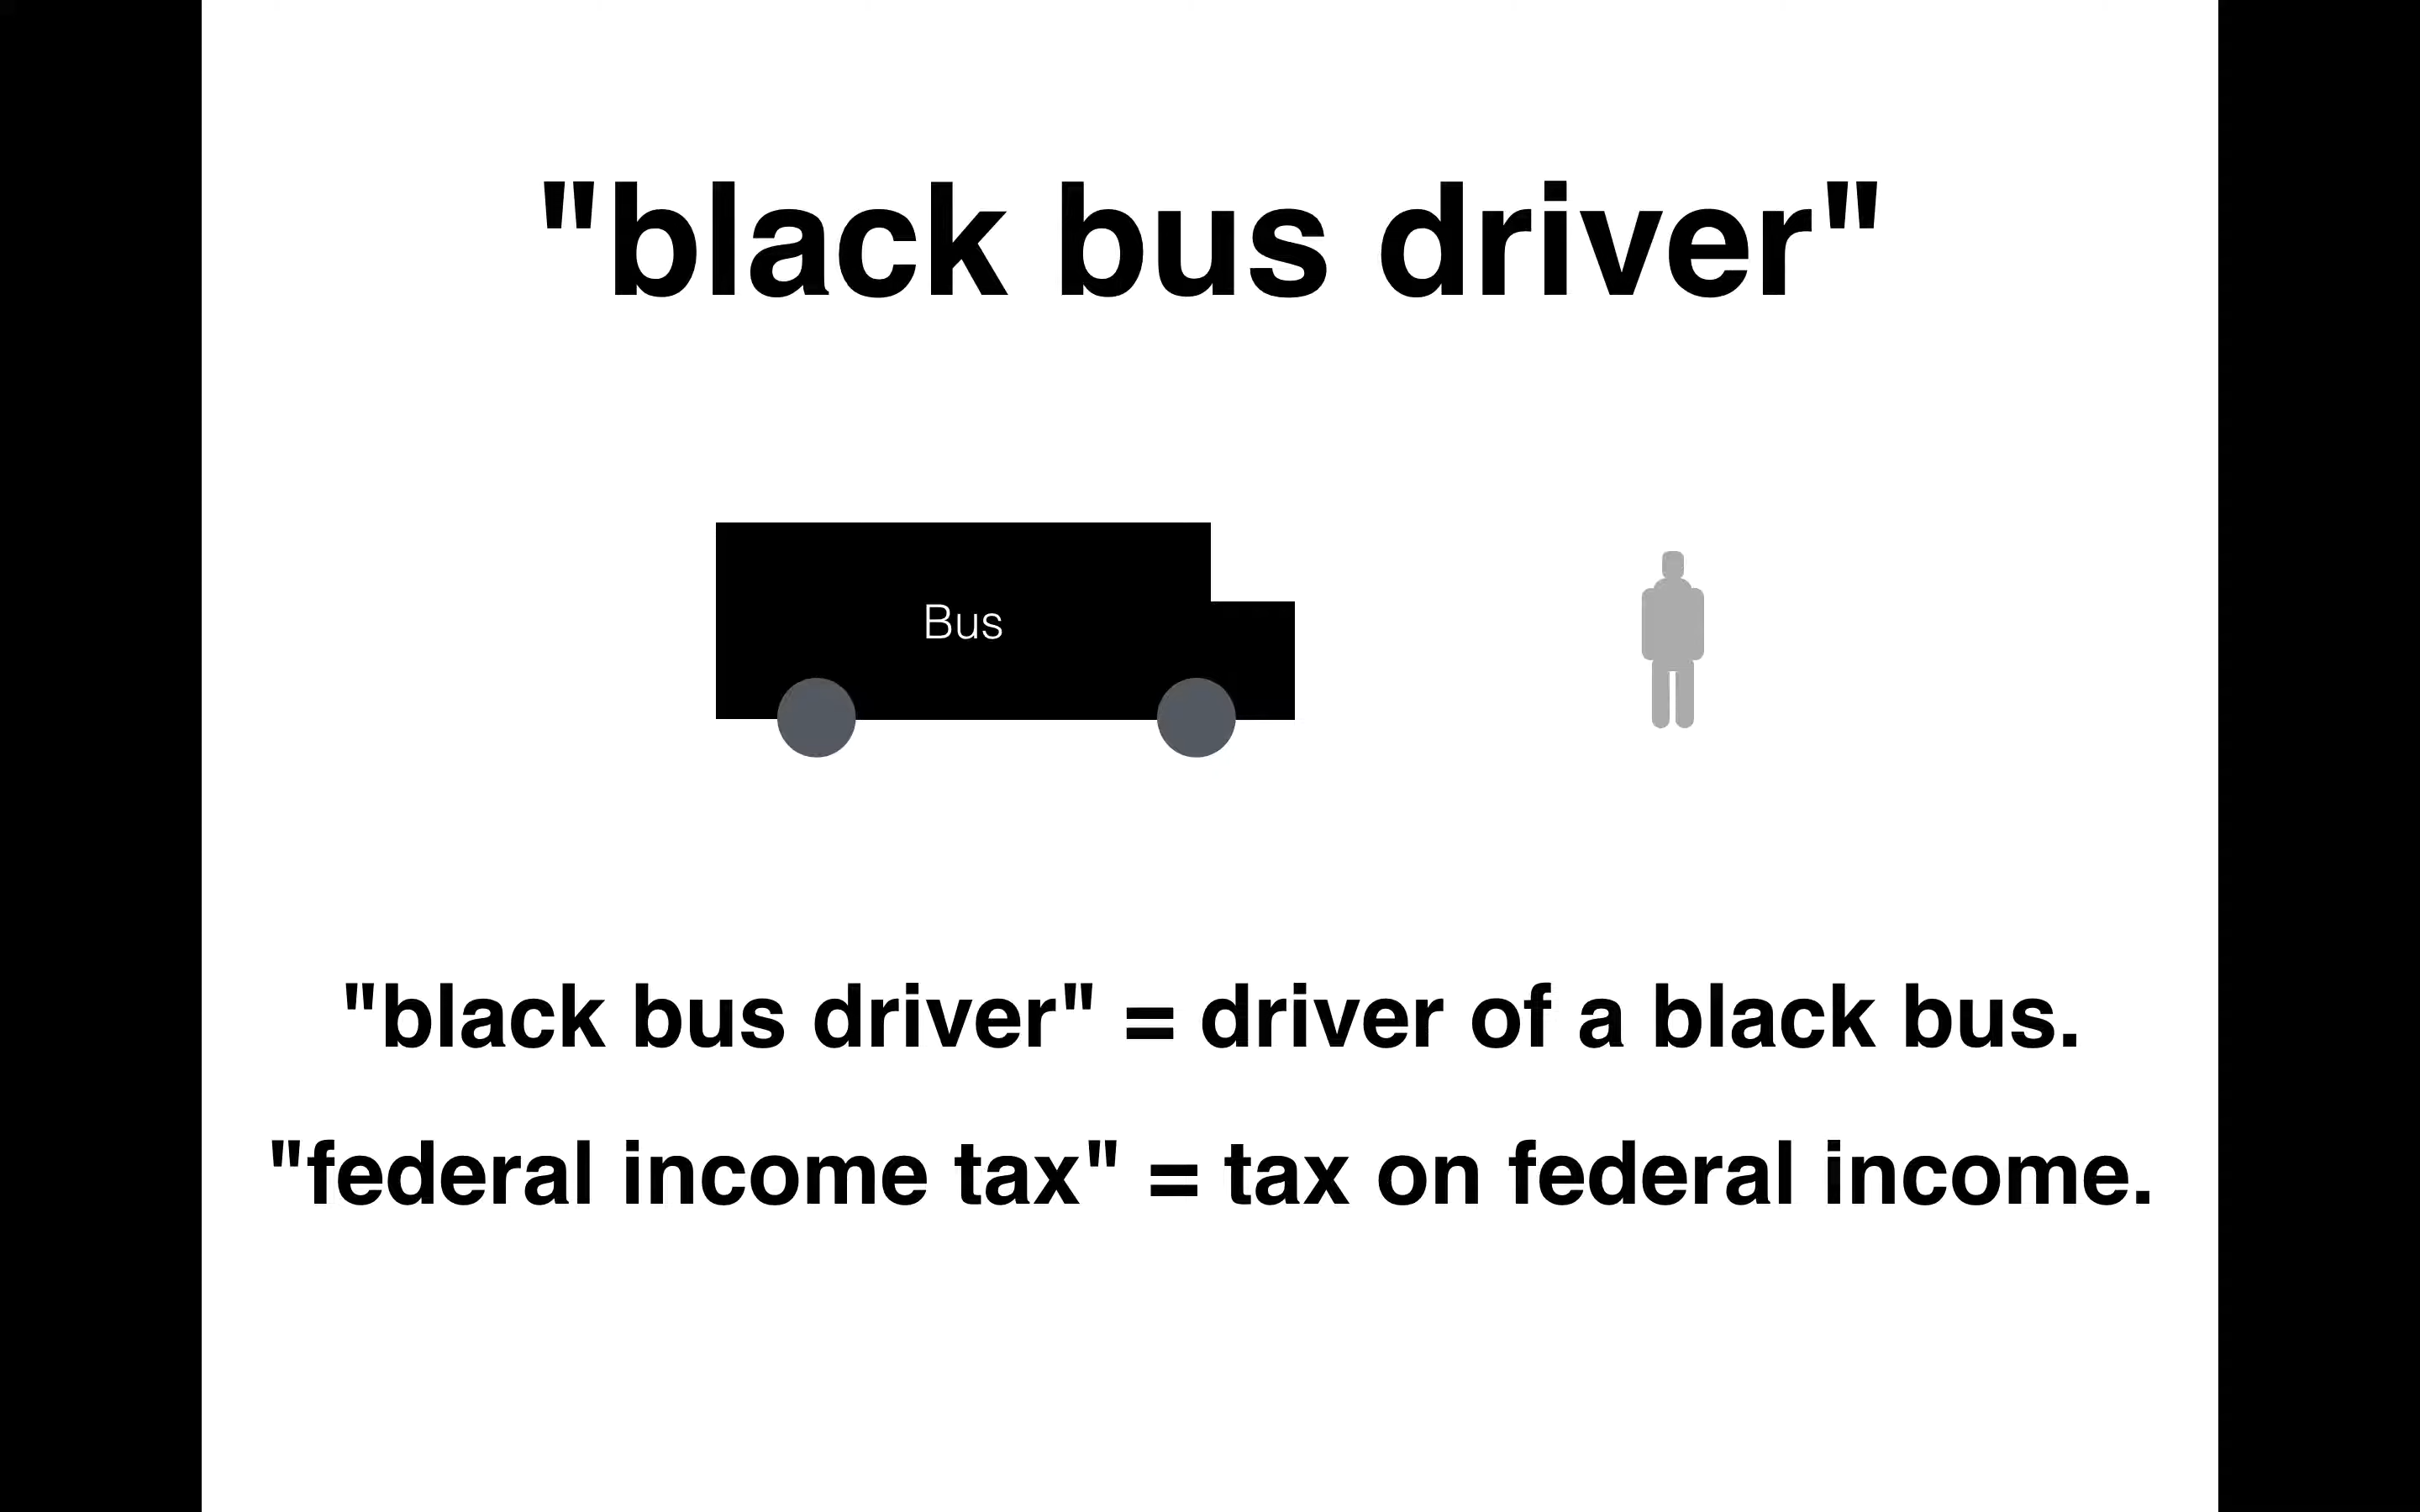 "black bus driver"
Bus
"black bus driver" = driver of a black bus.
"federal income tax" = tax on federal income.